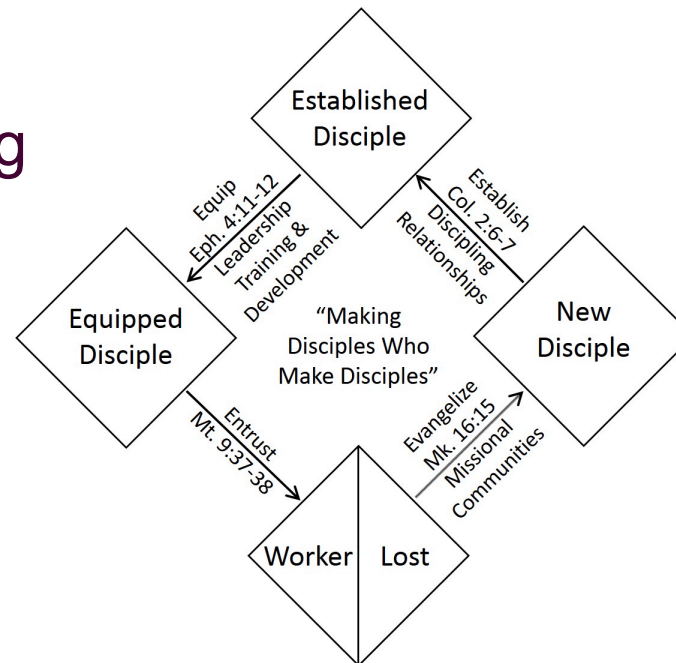 g
Established
Disciple
Equip
Eph. 4:11-12
Leadership
Training &
Development
Establish
Col. 2:6-7
Discipling
Relationships
Equipped
Disciple
“Making
Disciples Who
Make Disciples”
New
Disciple
Entrust
Mt. 9:37-38
Evangelize
Mk. 16:15
Missional
Communities
Worker
Lost